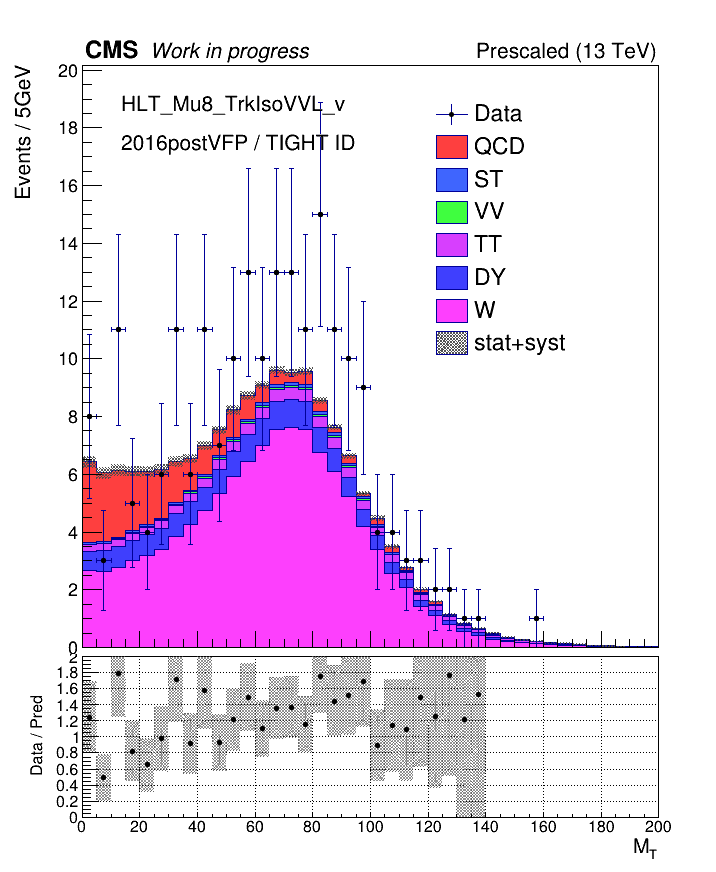 CMS Work in progress Prescaled (13 TeV)
Events / 5GeV
20
18
16
14
12
10
8
6
4
2
0
HLT_Mu8_TrkIsoVVL_v
2016postVFP / TIGHT ID
Data
QCD
ST
VV
TT
DY
W
stat+syst
Data / Pred
2
1.8
1.6
1.4
1.2
1
0.8
0.6
0.4
0.2
0
0 20 40 60 80 100 120 140 160 180 200
M_T